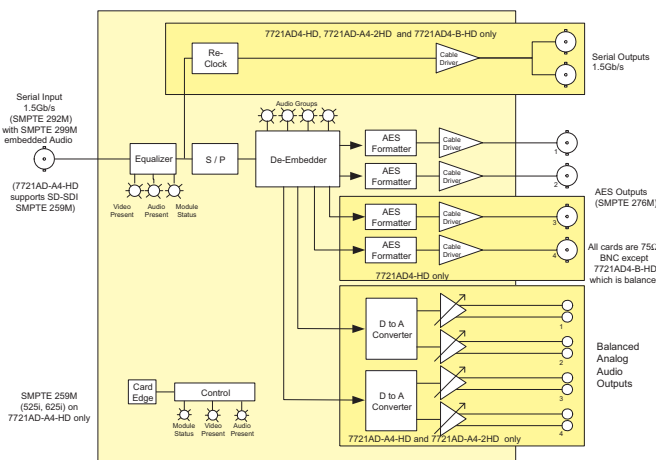 7721AD4-HD, 7721AD-A4-2HD and 7721AD4-B-HD only
Re-
Clock
Cable
Driver
Serial Outputs
1.5Gb/s
Serial Input
1.5Gb/s
(SMPTE 292M)
with SMPTE 299M
embedded Audio
(7721AD-A4-HD
supports SD-SDI
SMPTE 259M)
Equalizer
Video
Present
Audio
Present
Module
Status
S / P
Audio Groups
De-Embedder
AES
Formatter
Cable
Driver
1
AES
Formatter
Cable
Driver
2
AES Outputs
(SMPTE 276M)
AES
Formatter
Cable
Driver
3
AES
Formatter
Cable
Driver
4
7721AD4-HD only
All cards are 75Ω
BNC except
7721AD4-B-HD
which is balance
D to A
Converter
1
2
D to A
Converter
3
4
7721AD-A4-HD and 7721AD-A4-2HD only
Balanced
Analog
Audio
Outputs
SMPTE 259M
(525i, 625i) on
7721AD-A4-HD only
Card
Edge
Control
Module
Status
Video
Present
Audio
Present